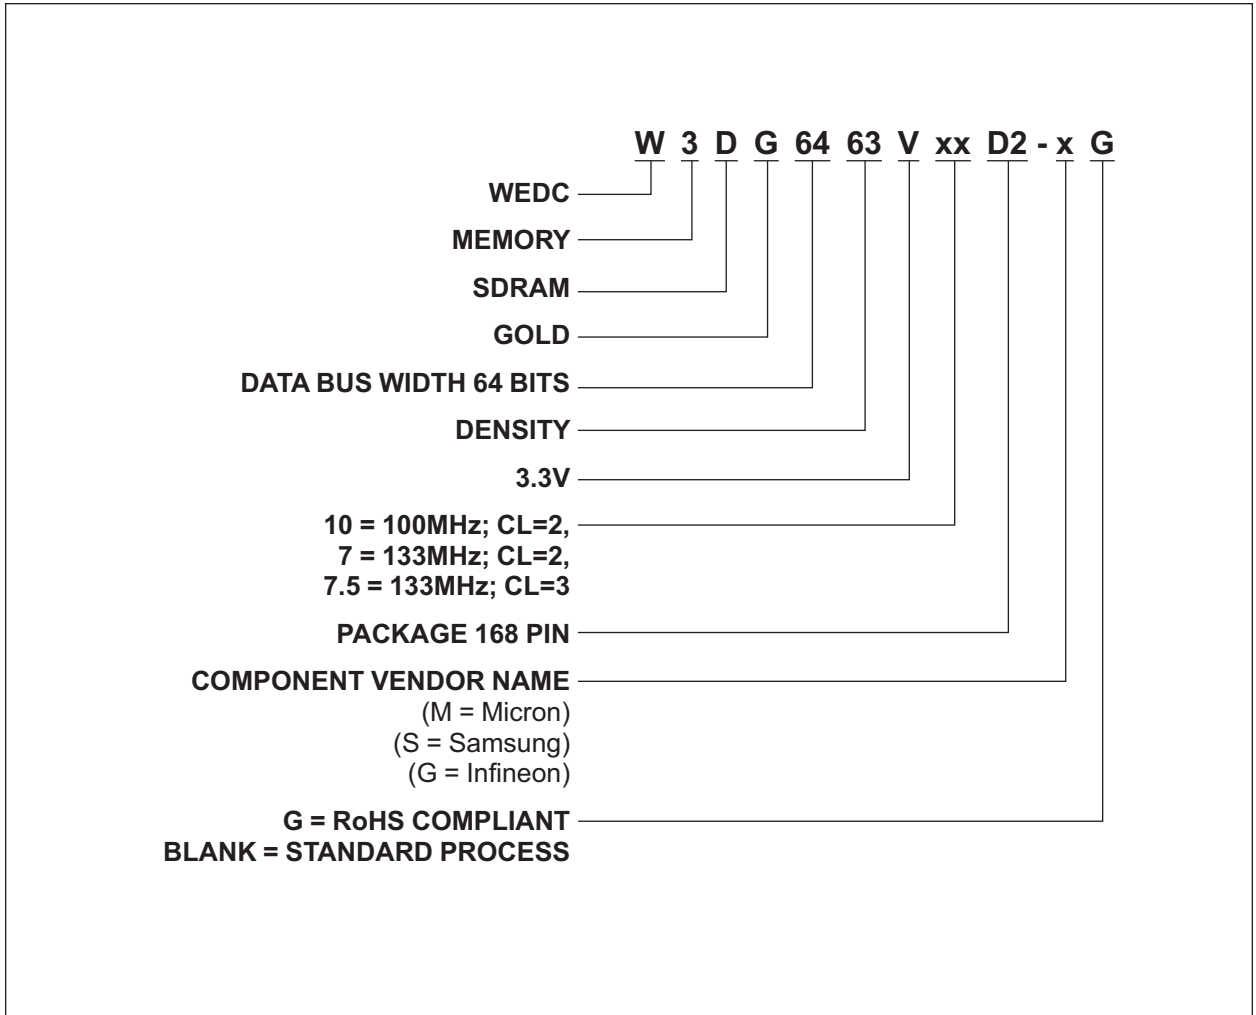 W 3 D G 64 63 V xx D2 - x G
WEDC
MEMORY
SDRAM
GOLD
DATA BUS WIDTH 64 BITS
DENSITY
3.3V
10 = 100MHz; CL=2,
7 = 133MHz; CL=2,
7.5 = 133MHz; CL=3
PACKAGE 168 PIN
COMPONENT VENDOR NAME
(M = Micron)
(S = Samsung)
(G = Infineon)
G = RoHS COMPLIANT
BLANK = STANDARD PROCESS